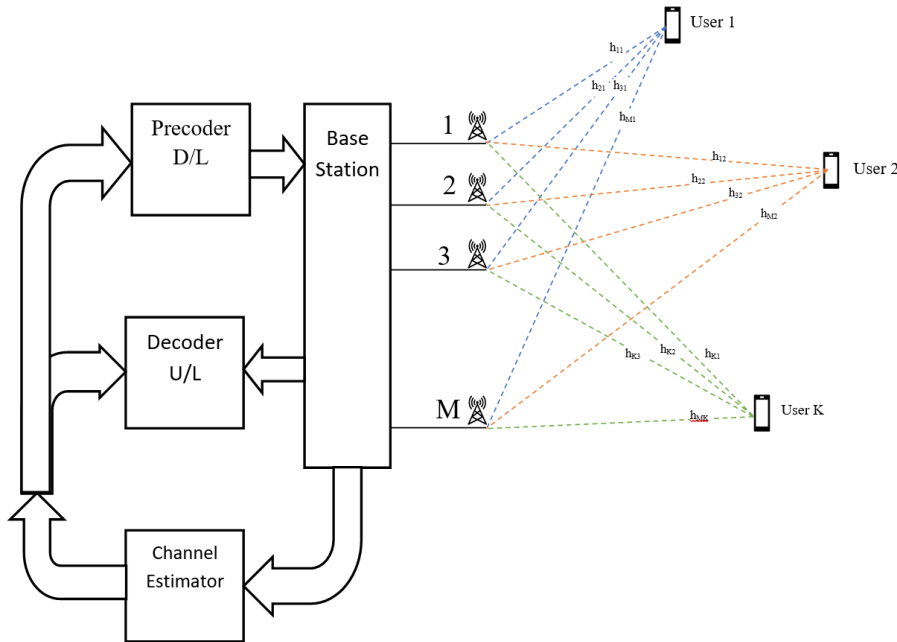 User 1
h11
h21
h31
hM1
Precoder
D/L
Base
Station
1
h12
User 2
2
h22
h32
hM2
3
Decoder
U/L
hK3
hK2
hK1
M
hMK
User K
Channel
Estimator